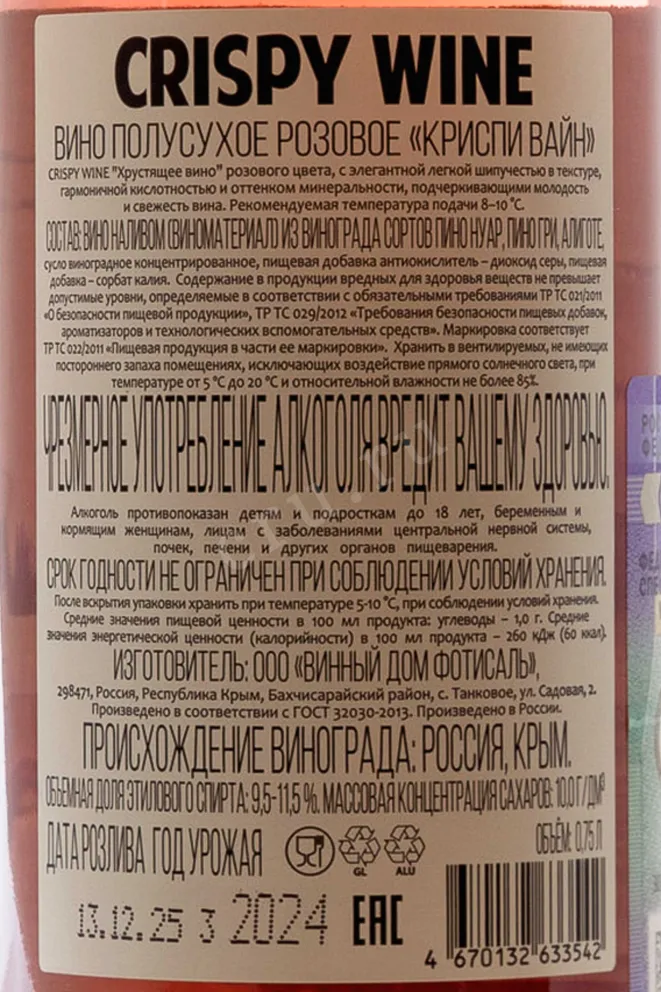 CRISPY WINE
ВИНО ПОЛУСУХОЕ РОЗОВОЕ «КРИСПИ ВАЙН»
CRISPY WINE "Хрустящее вино" розового цвета, с элегантной легкой шипучестью в текстуре,
гармоничной кислотностью и оттенком минеральности, подчеркивающими молодость
и свежесть вина. Рекомендуемая температура подачи 8–10 °С.
СОСТАВ: ВИНО НАЛИВОМ (ВИНОМАТЕРИАЛ) ИЗ ВИНОГРАДА СОРТОВ ПИНО НУАР, ПИНО ГРИ, АЛИГОТЕ,
сусло виноградное концентрированное, пищевая добавка антиокислитель – диоксид серы, пищевая
добавка – сорбат калия. Содержание в продукции вредных для здоровья веществ не превышает
допустимые уровни, определяемые в соответствии с обязательными требованиями ТР ТС 021/2011
«О безопасности пищевой продукции», ТР ТС 029/2012 «Требования безопасности пищевых добавок,
ароматизаторов и технологических вспомогательных средств». Маркировка соответствует
ТР ТС 022/2011 «Пищевая продукция в части ее маркировки». Хранить в вентилируемых, не имеющих
постороннего запаха помещениях, исключающих воздействие прямого солнечного света, при
температуре от 5 °С до 20 °С и относительной влажности не более 85%.
ЧРЕЗМЕРНОЕ УПОТРЕБЛЕНИЕ АЛКОГОЛЯ ВРЕДИТ ВАШЕМУ ЗДОРОВЬЮ.
Алкоголь противопоказан детям и подросткам до 18 лет, беременным и
кормящим женщинам, лицам с заболеваниями центральной нервной системы,
почек, печени и других органов пищеварения.
СРОК ГОДНОСТИ НЕ ОГРАНИЧЕН ПРИ СОБЛЮДЕНИИ УСЛОВИЙ ХРАНЕНИЯ.
После вскрытия упаковки хранить при температуре 5-10 °С, при соблюдении условий хранения.
Средние значения пищевой ценности в 100 мл продукта: углеводы – 1,0 г. Средние
значения энергетической ценности (калорийности) в 100 мл продукта – 260 кДж (60 ккал).
ИЗГОТОВИТЕЛЬ: ООО «ВИННЫЙ ДОМ ФОТИСАЛЬ»,
298471, Россия, Республика Крым, Бахчисарайский район, с. Танковое, ул. Садовая, 2.
Произведено в соответствии с ГОСТ 32030-2013. Произведено в России.
ПРОИСХОЖДЕНИЕ ВИНОГРАДА: РОССИЯ, КРЫМ.
ОБЪЕМНАЯ ДОЛЯ ЭТИЛОВОГО СПИРТА: 9,5-11,5 %. МАССОВАЯ КОНЦЕНТРАЦИЯ САХАРОВ: 10,0 Г/ДМ³
ОБЪЁМ: 0,75 Л
ДАТА РОЗЛИВА ГОД УРОЖАЯ
GL ALU
13.12.25 3 2024 EAC
4 670132 633542